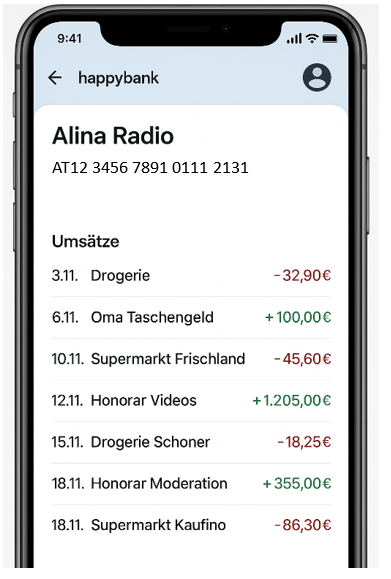 9:41
happybank
Alina Radio
AT12 3456 7891 0111 2131
Umsätze
3.11. Drogerie -32,90€
6.11. Oma Taschengeld +100,00€
10.11. Supermarkt Frischland -45,60€
12.11. Honorar Videos +1.205,00€
15.11. Drogerie Schoner -18,25€
18.11. Honorar Moderation +355,00€
18.11. Supermarkt Kaufino -86,30€